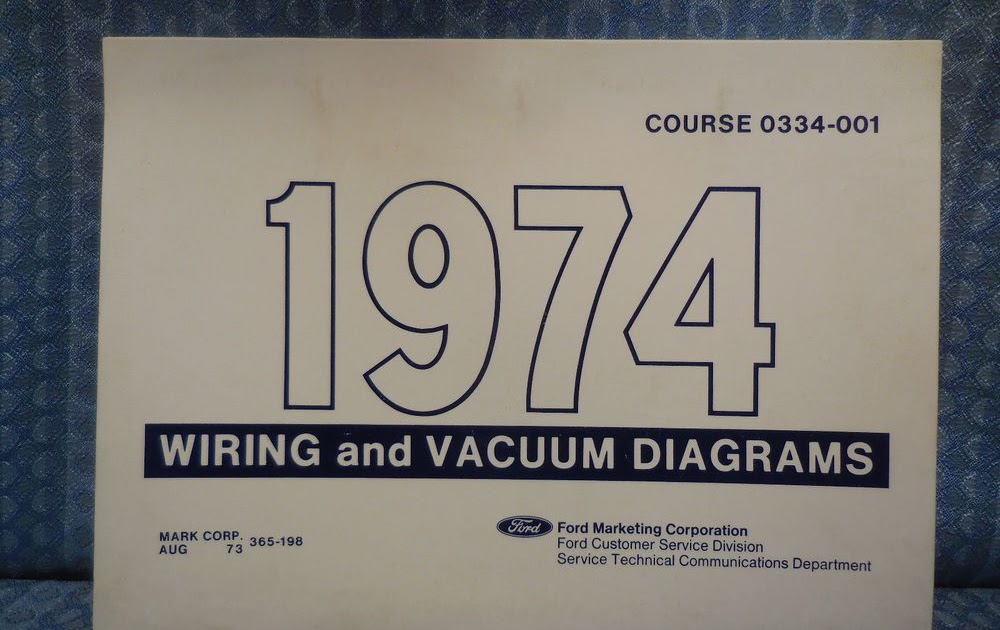 COURSE 0334-001
1974
WIRING and VACUUM DIAGRAMS
MARK CORP. 365-198
AUG 73
Ford
Ford Marketing Corporation
Ford Customer Service Division
Service Technical Communications Department